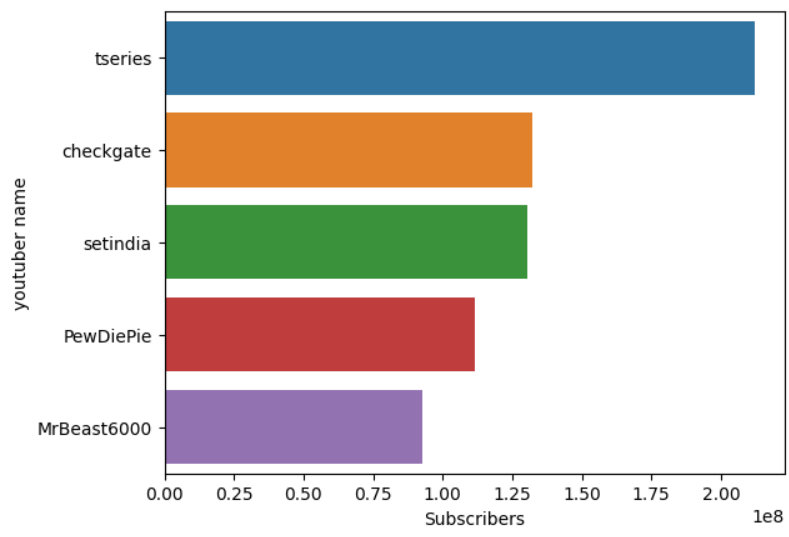 tseries
checkgate
setindia
PewDiePie
MrBeast6000
youtuber name
0.00 0.25 0.50 0.75 1.00 1.25 1.50 1.75 2.00
1e8
Subscribers